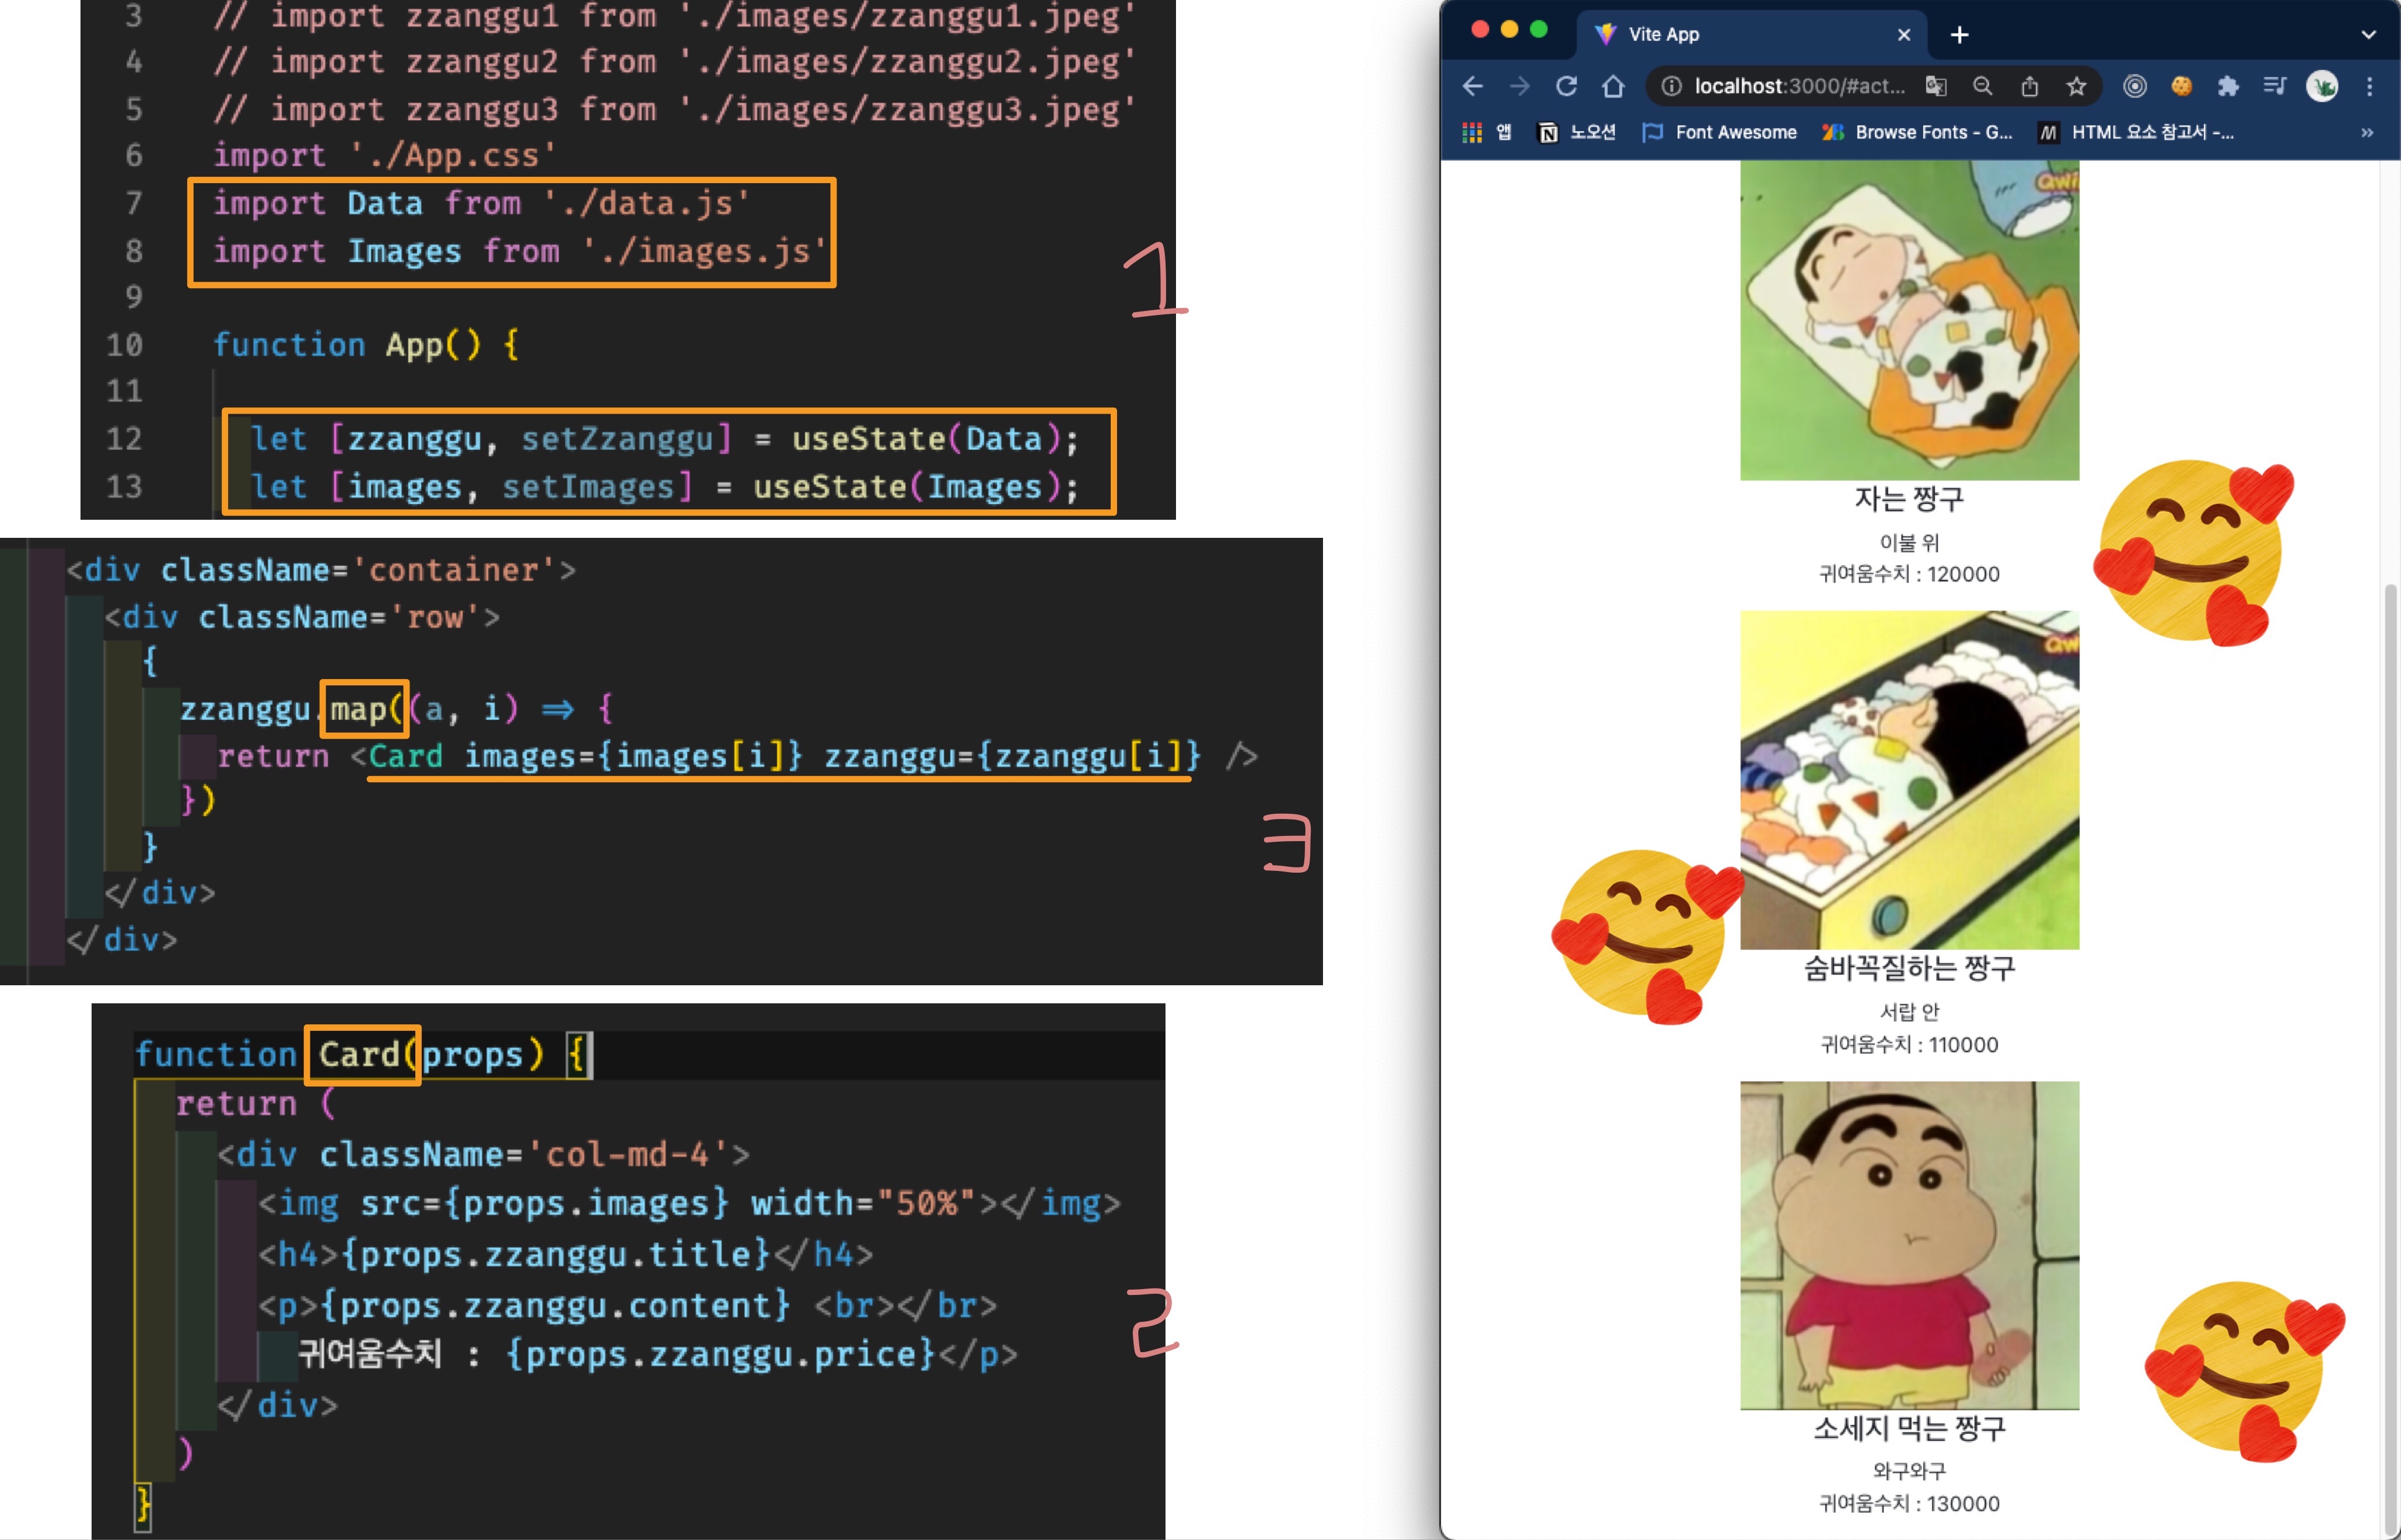 3 // import zzanggu1 from './images/zzanggu1.jpeg'
4 // import zzanggu2 from './images/zzanggu2.jpeg'
5 // import zzanggu3 from './images/zzanggu3.jpeg'
6 import './App.css'
7 import Data from './data.js'
8 import Images from './images.js'
9
10 function App() {
11
12 let [zzanggu, setZzanggu] = useState(Data);
13 let [images, setImages] = useState(Images);
1
<div className='container'>
<div className='row'>
{
zzanggu.map((a, i) => {
return <Card images={images[i]} zzanggu={zzanggu[i]} />
})
}
</div>
</div>
3
function Card(props) {
return (
<div className='col-md-4'>
<img src={props.images} width="50%"></img>
<h4>{props.zzanggu.title}</h4>
<p>{props.zzanggu.content} <br></br>
귀여움수치 : {props.zzanggu.price}</p>
</div>
)
}
2
Vite App
localhost:3000/#act...
앱 노오션 Font Awesome Browse Fonts - G... HTML 요소 참고서 -...
Qwi
자는 짱구
이불 위
귀여움수치 : 120000
QW
숨바꼭질하는 짱구
서랍 안
귀여움수치 : 110000
소세지 먹는 짱구
와구와구
귀여움수치 : 130000